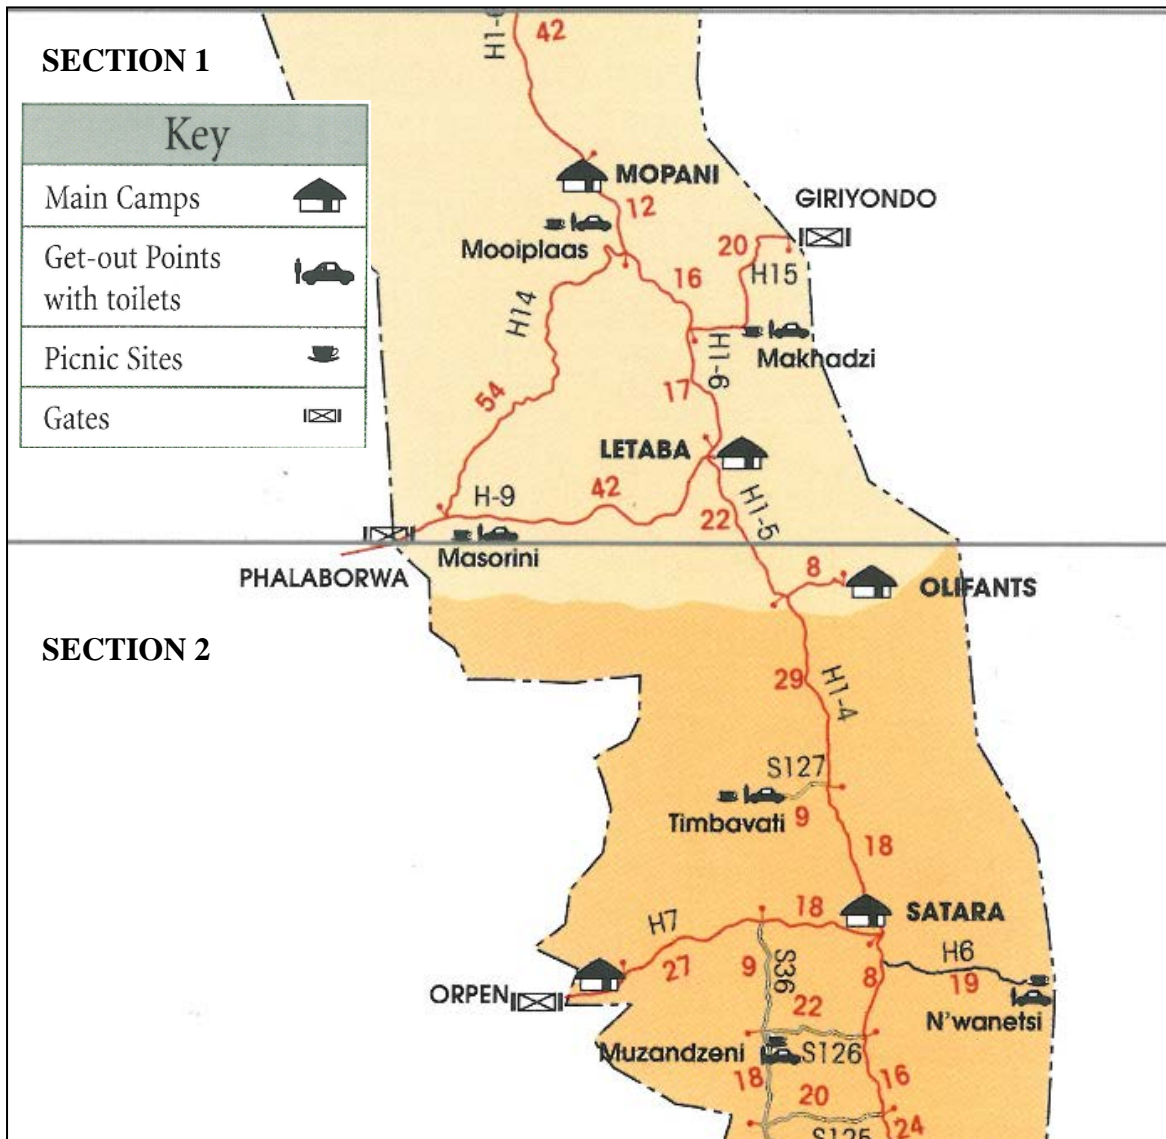 SECTION 1
Key
Main Camps
Get-out Points
with toilets
Picnic Sites
Gates
H1-6
42
MOPANI
12
Mooiplaas
GIRIYONDO
20
H15
16
H14
Makhadzi
H1-6
17
54
LETABA
H-9
42
22
H1-5
Masorini
PHALABORWA
8
OLIFANTS
SECTION 2
29
H1-4
S127
Timbavati
9
18
SATARA
18
H7
27
9
S36
8
H6
19
ORPEN
N'wanetsi
22
Muzandzeni
S126
18
16
20
24
S125